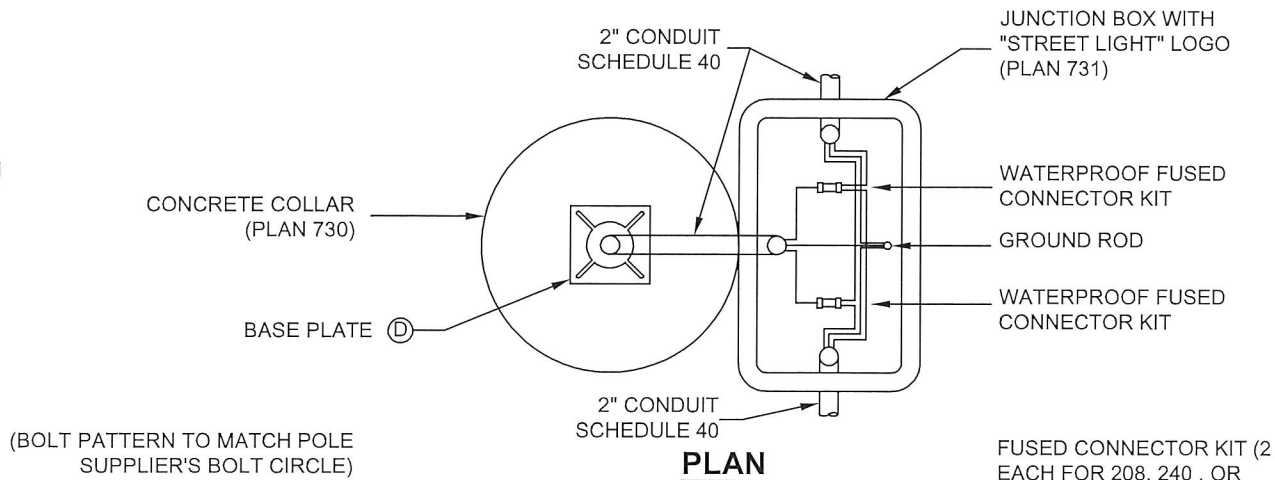 2" CONDUIT
SCHEDULE 40
JUNCTION BOX WITH
"STREET LIGHT" LOGO
(PLAN 731)
CONCRETE COLLAR
(PLAN 730)
WATERPROOF FUSED
CONNECTOR KIT
GROUND ROD
WATERPROOF FUSED
CONNECTOR KIT
BASE PLATE D
2" CONDUIT
SCHEDULE 40
(BOLT PATTERN TO MATCH POLE
SUPPLIER'S BOLT CIRCLE)
PLAN
FUSED CONNECTOR KIT (2
EACH FOR 208, 240 , OR